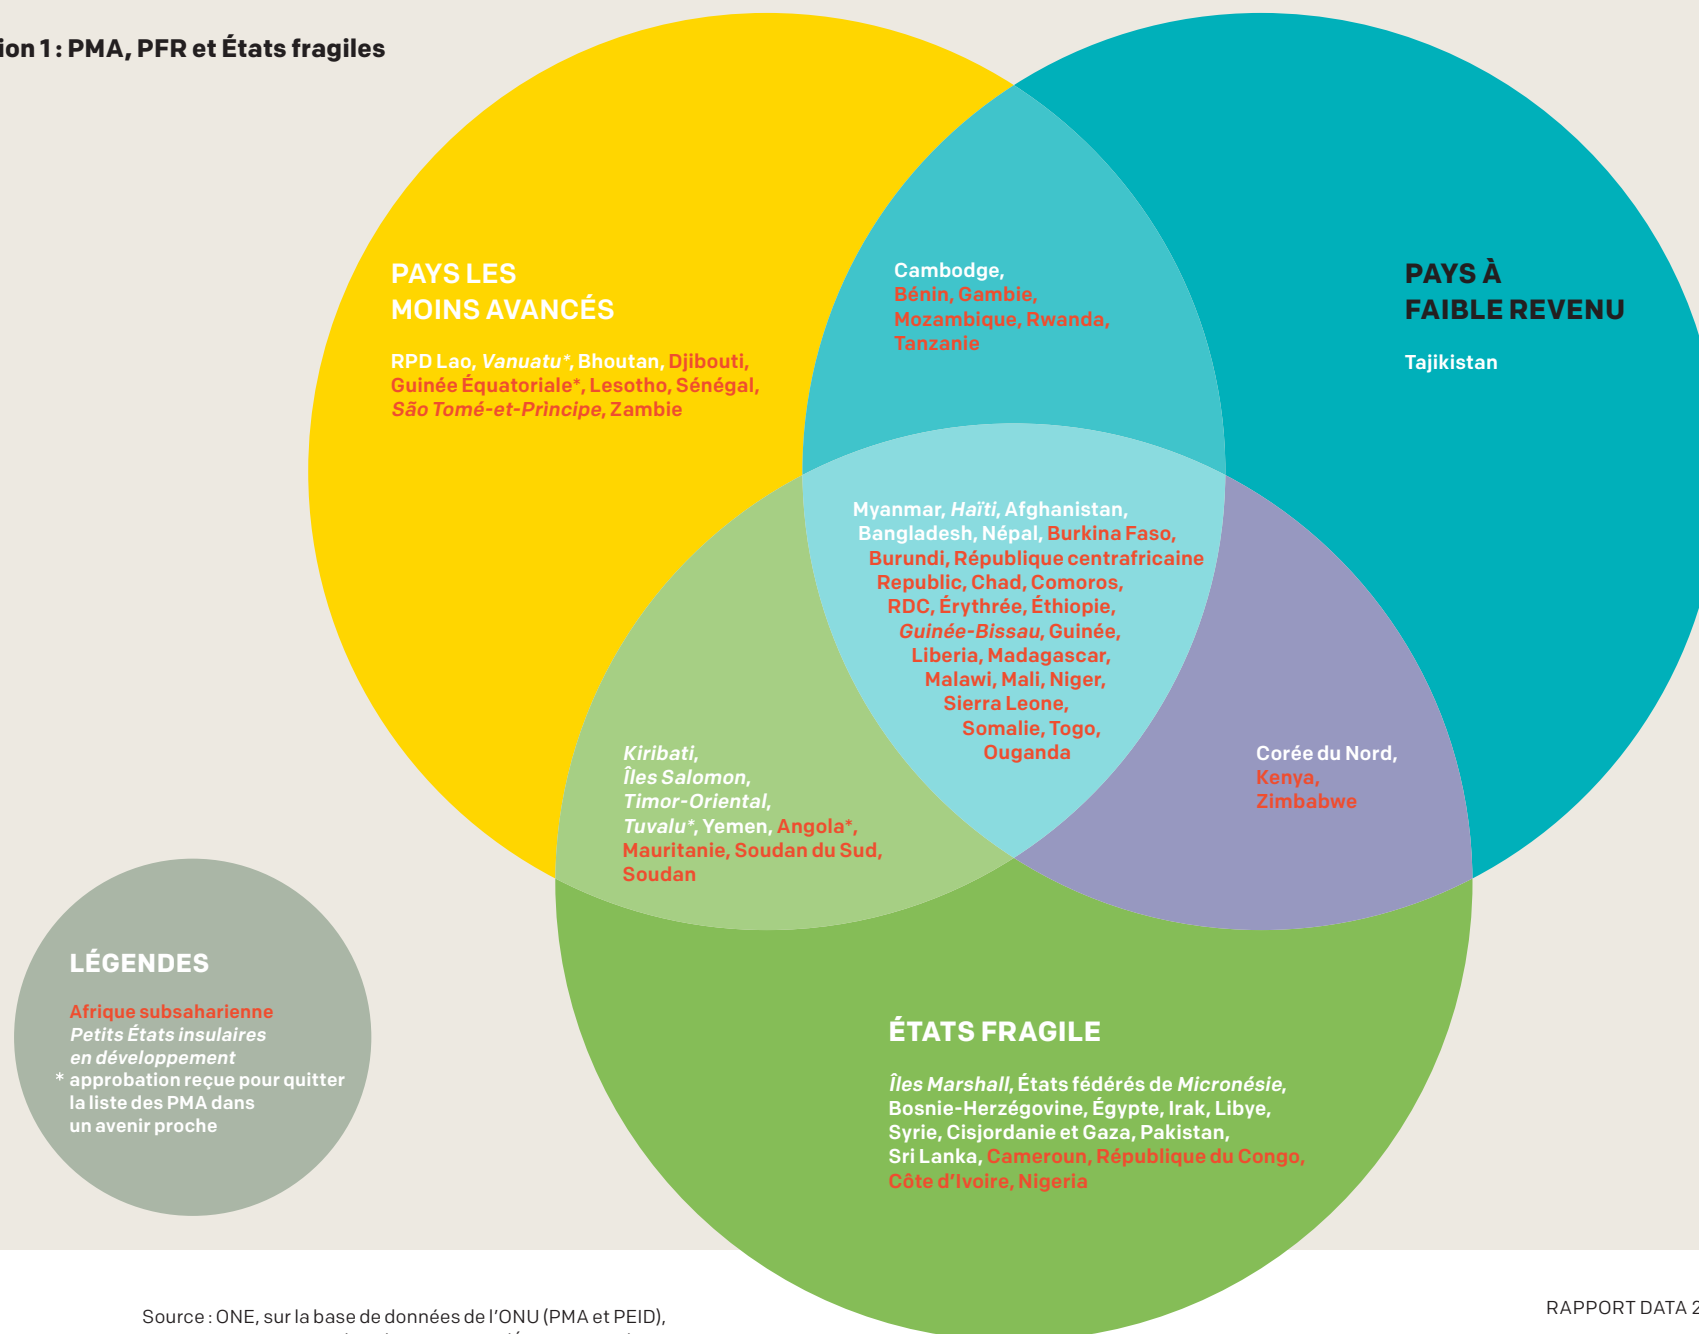 ion 1 : PMA, PFR et États fragiles
PAYS LES
MOINS AVANCÉS
RPD Lao, Vanuatu*, Bhoutan, Djibouti,
Guinée Équatoriale*, Lesotho, Sénégal,
São Tomé-et-Prìncipe, Zambie
Cambodge,
Bénin, Gambie,
Mozambique, Rwanda,
Tanzanie
PAYS À
FAIBLE REVENU
Tajikistan
Myanmar, Haïti, Afghanistan,
Bangladesh, Népal, Burkina Faso,
Burundi, République centrafricaine
Republic, Chad, Comoros,
RDC, Érythrée, Éthiopie,
Guinée-Bissau, Guinée,
Liberia, Madagascar,
Malawi, Mali, Niger,
Sierra Leone,
Somalie, Togo,
Ouganda
Kiribati,
Îles Salomon,
Timor-Oriental,
Tuvalu*, Yemen, Angola*,
Mauritanie, Soudan du Sud,
Soudan
Corée du Nord,
Kenya,
Zimbabwe
LÉGENDES
Afrique subsaharienne
Petits États insulaires
en développement
* approbation reçue pour quitter
la liste des PMA dans
un avenir proche
ÉTATS FRAGILE
Îles Marshall, États fédérés de Micronésie,
Bosnie-Herzégovine, Égypte, Irak, Libye,
Syrie, Cisjordanie et Gaza, Pakistan,
Sri Lanka, Cameroun, République du Congo,
Côte d'Ivoire, Nigeria
Source : ONE, sur la base de données de l'ONU (PMA et PEID),
RAPPORT DATA 2